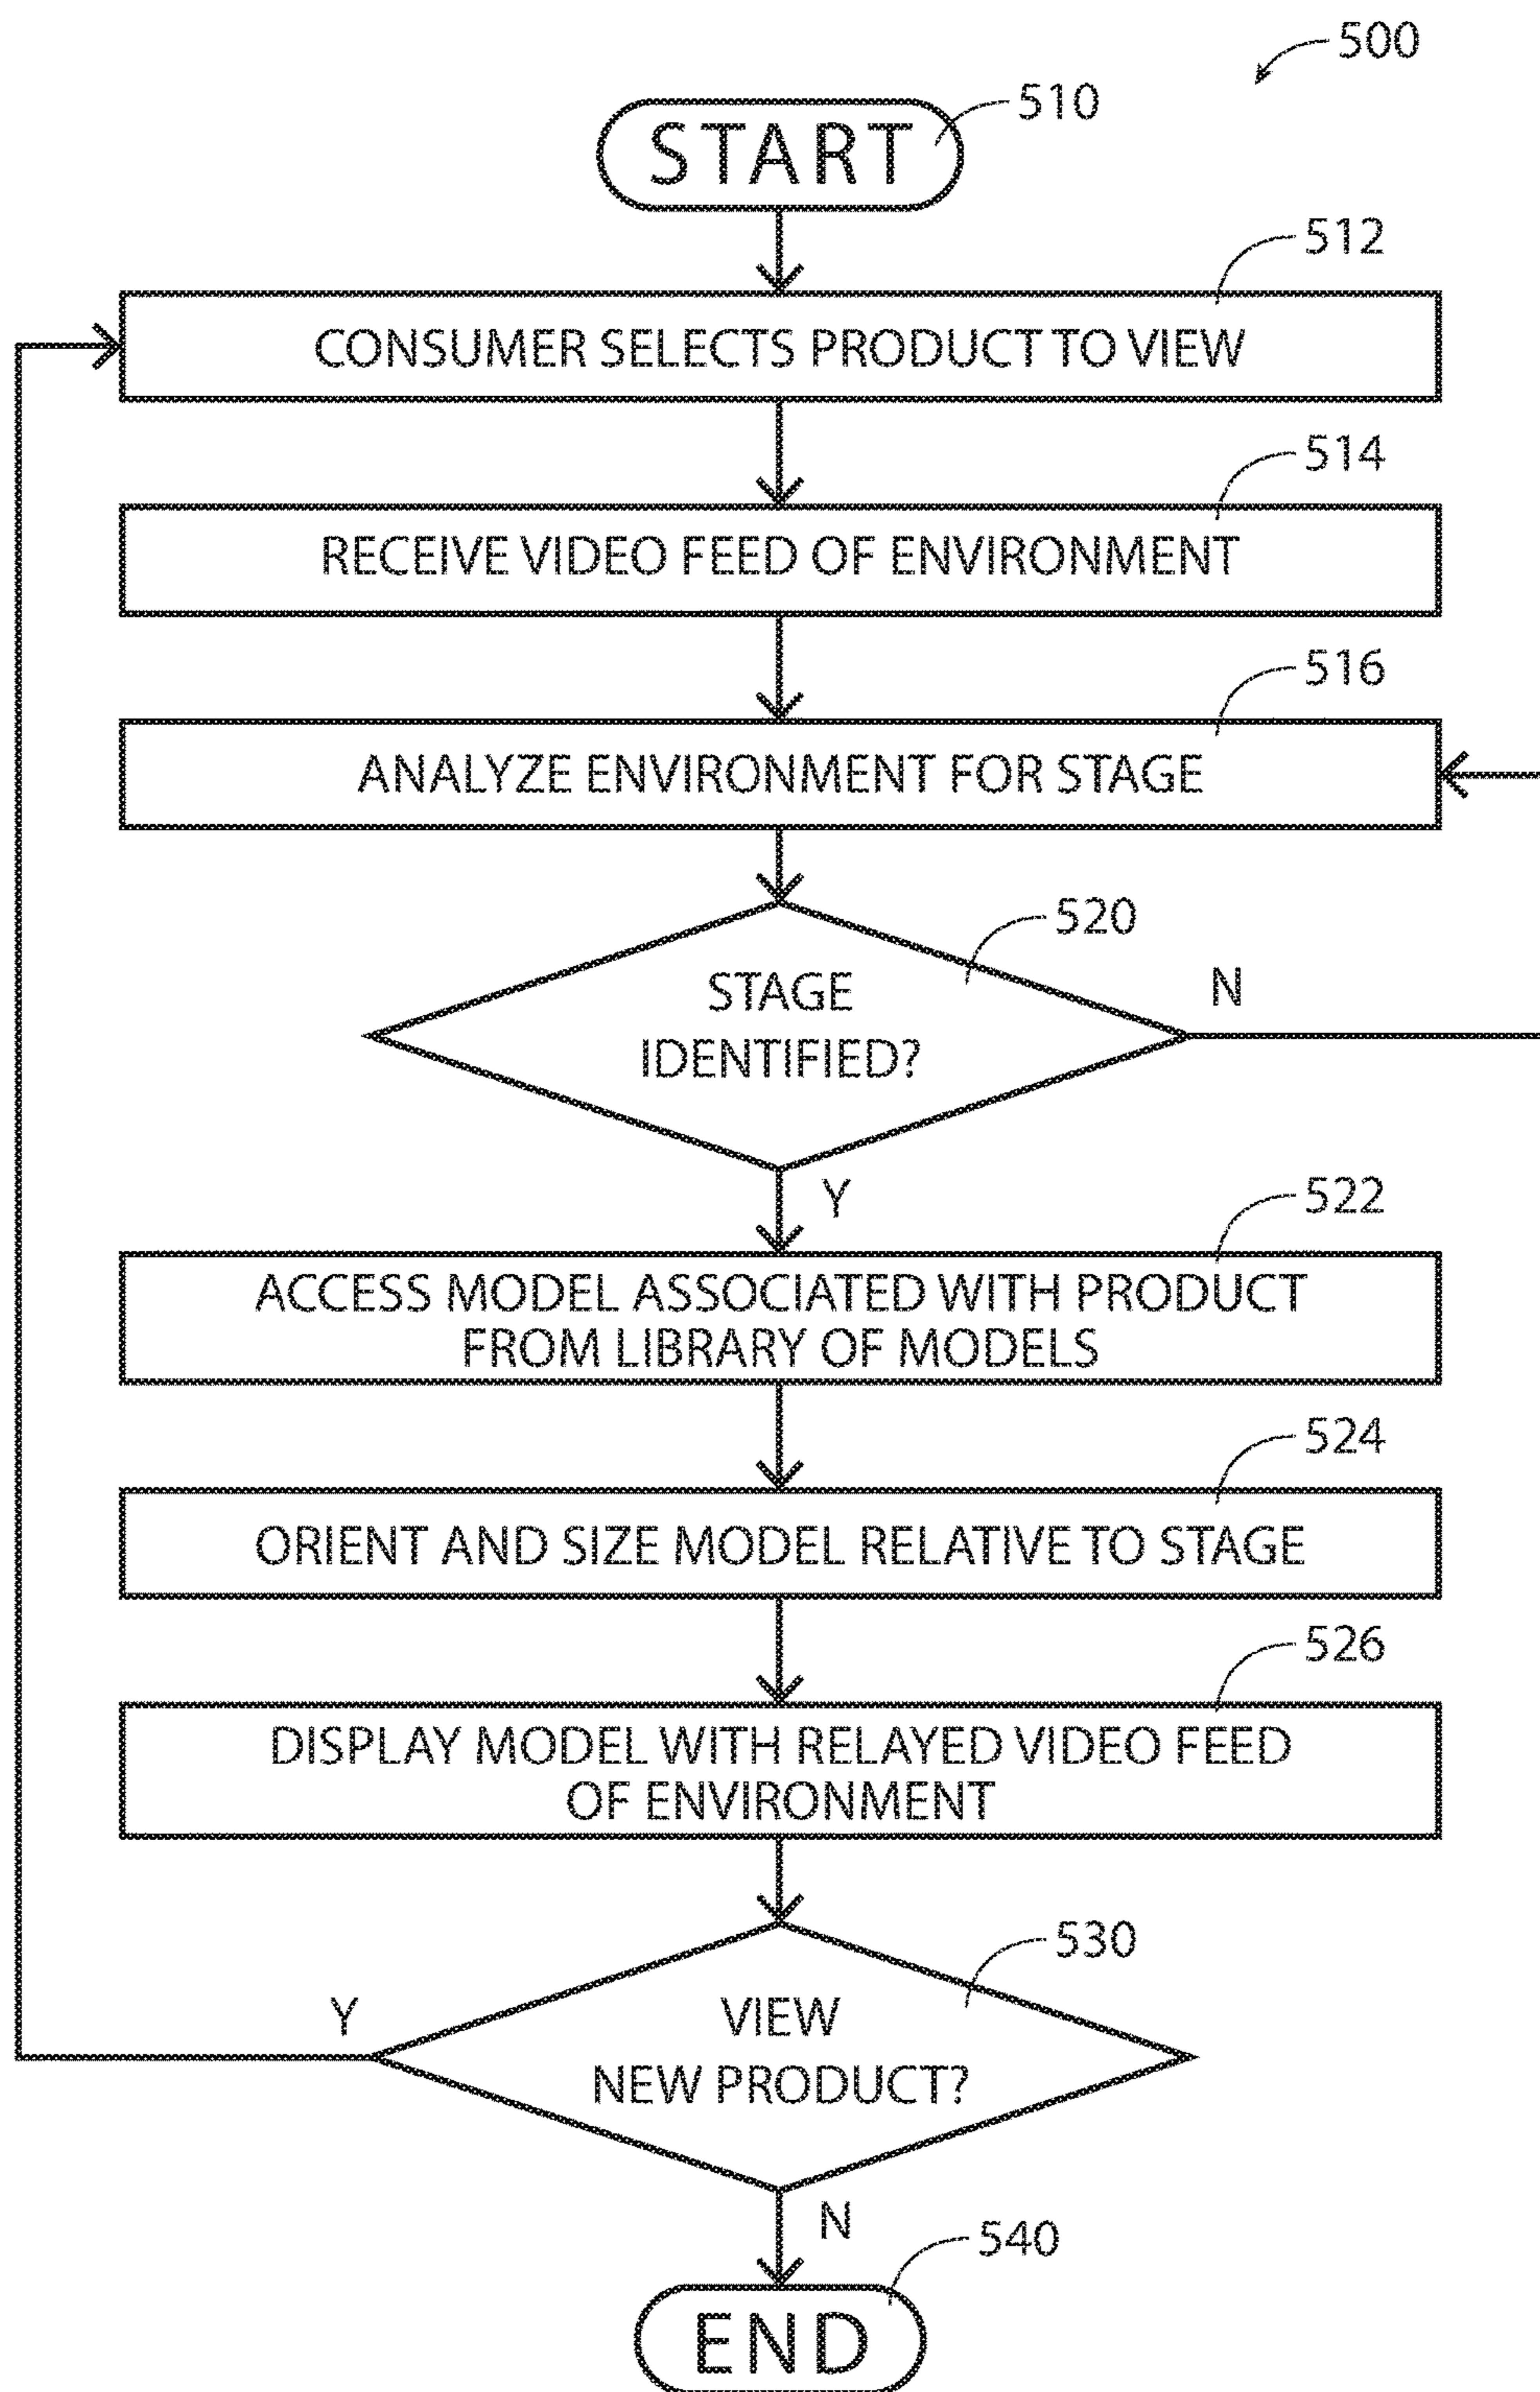 500
510
START
512
CONSUMER SELECTS PRODUCT TO VIEW
514
RECEIVE VIDEO FEED OF ENVIRONMENT
516
ANALYZE ENVIRONMENT FOR STAGE
520
STAGE
IDENTIFIED?
N
Y
522
ACCESS MODEL ASSOCIATED WITH PRODUCT
FROM LIBRARY OF MODELS
524
ORIENT AND SIZE MODEL RELATIVE TO STAGE
526
DISPLAY MODEL WITH RELAYED VIDEO FEED
OF ENVIRONMENT
530
Y
VIEW
NEW PRODUCT?
N
540
END